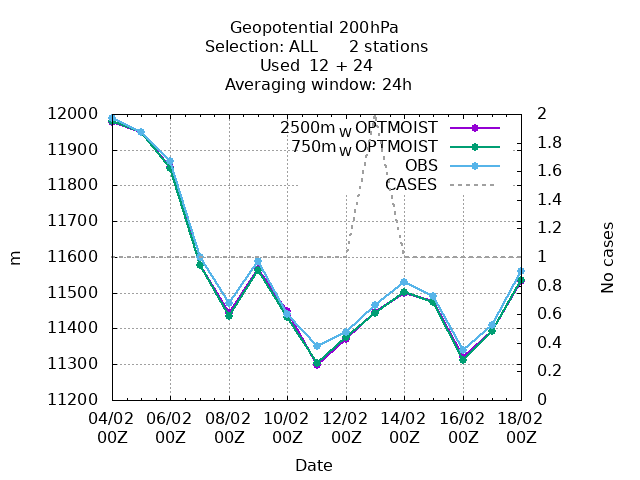 Geopotential 200hPa
Selection: ALL 2 stations
Used 12 + 24
Averaging window: 24h
12000
11900
11800
11700
11600
11500
11400
11300
11200
m
2500m W OPTMOIST
750m W OPTMOIST
OBS
CASES
2
1.8
1.6
1.4
1.2
1
0.8
0.6
0.4
0.2
0
No cases
04/02 06/02 08/02 10/02 12/02 14/02 16/02 18/02
00Z 00Z 00Z 00Z 00Z 00Z 00Z 00Z
Date